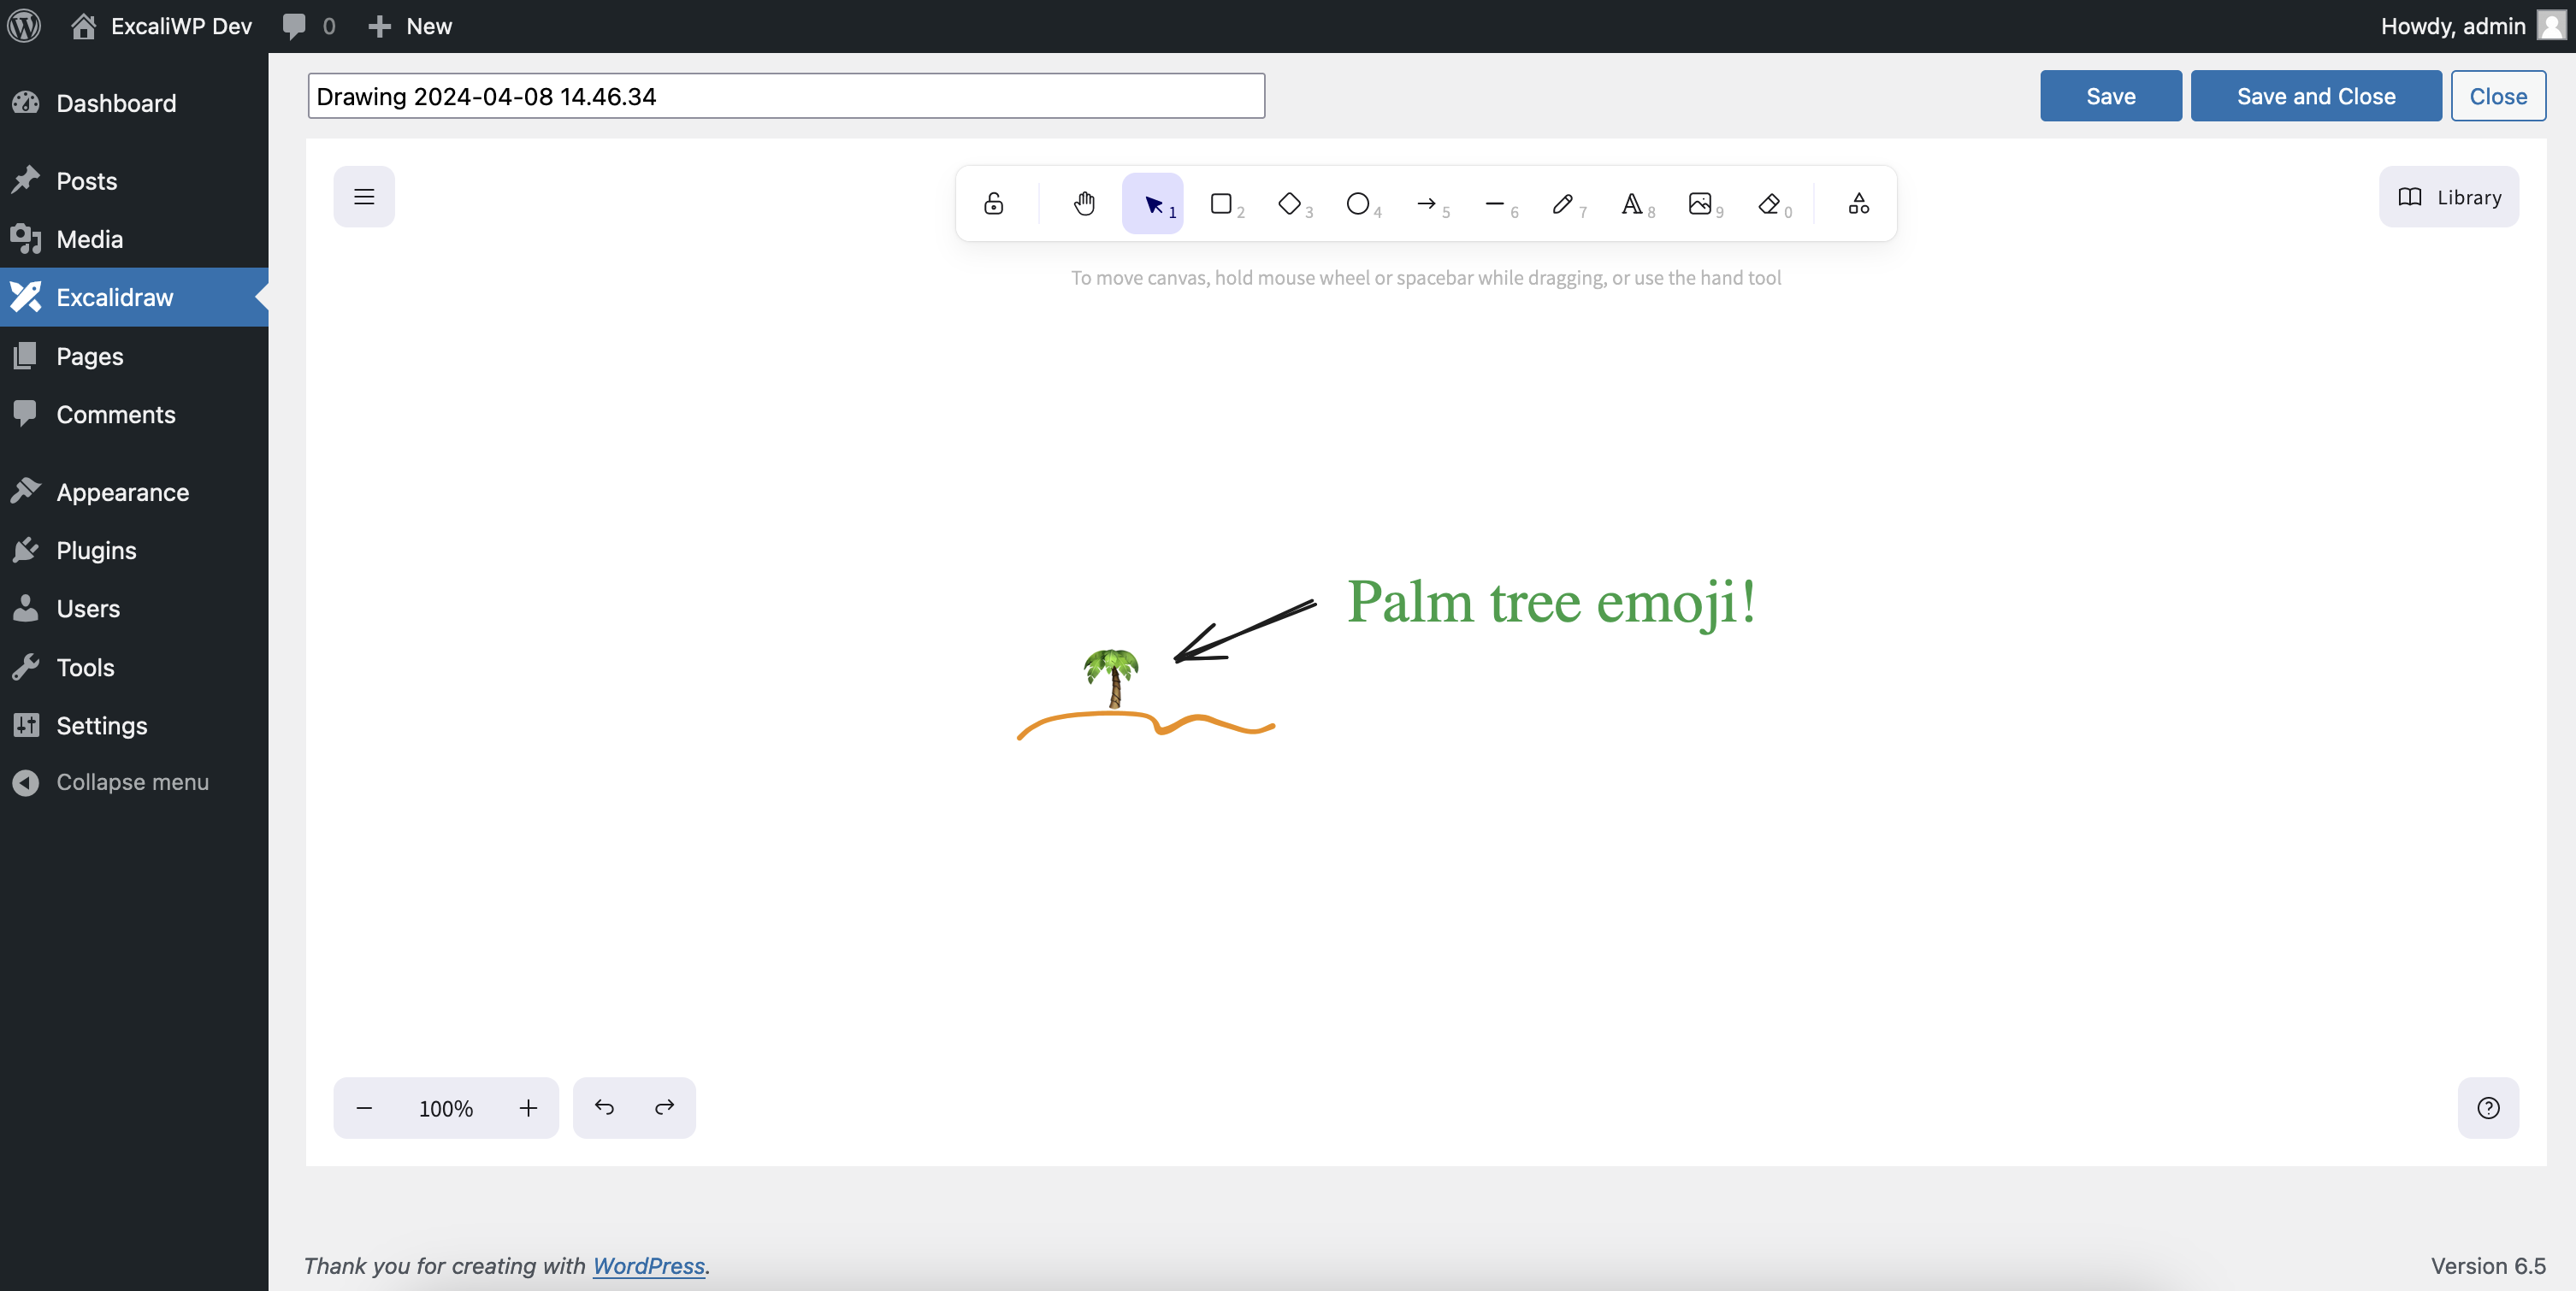 ExcaliWP Dev 0 New Howdy, admin
Dashboard
Posts
Media
Excalidraw
Pages
Comments
Appearance
Plugins
Users
Tools
Settings
Collapse menu
Drawing 2024-04-08 14.46.34 Save Save and Close Close
1 2 3 4 5 6 7 8 9 0 Library
To move canvas, hold mouse wheel or spacebar while dragging, or use the hand tool
Palm tree emoji!
100%
Thank you for creating with WordPress. Version 6.5